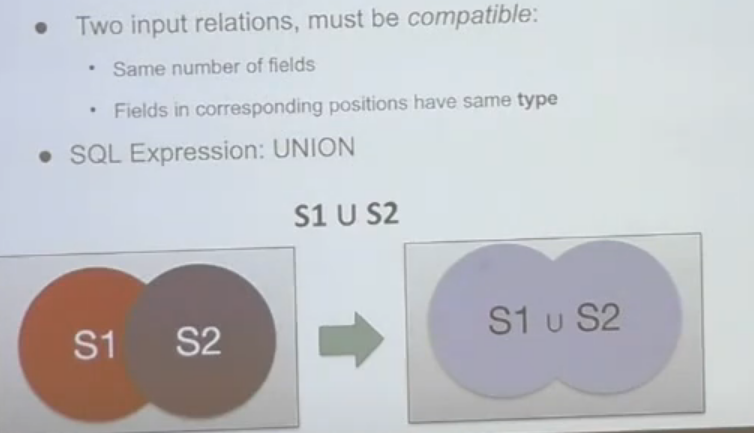 ● Two input relations, must be compatible:
• Same number of fields
• Fields in corresponding positions have same type
● SQL Expression: UNION
S1 U S2
S1 S2
S1 ∪ S2